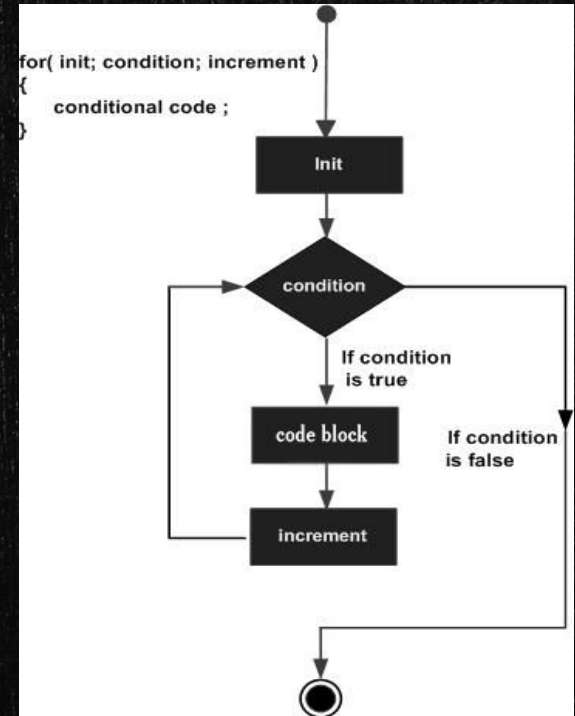 for( init; condition; increment )
{
conditional code ;
}
Init
condition
If condition
is true
code block
If condition
is false
increment